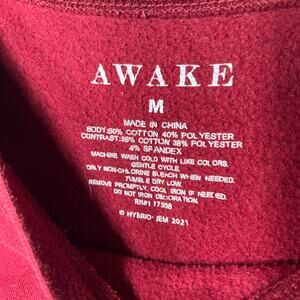 AWAKE
M
MADE IN CHINA
BODY:60% COTTON 40% POLYESTER
CONTRAST:58% COTTON 38% POLYESTER
4% SPANDEX
MACHINE WASH COLD WITH LIKE COLORS.
GENTLE CYCLE.
ONLY NON-CHLORINE BLEACH WHEN NEEDED.
TUMBLE DRY LOW.
REMOVE PROMPTLY. COOL IRON IF NEEDED.
DO NOT IRON DECORATION.
RN#117508
© HYBRID-JEM 2021